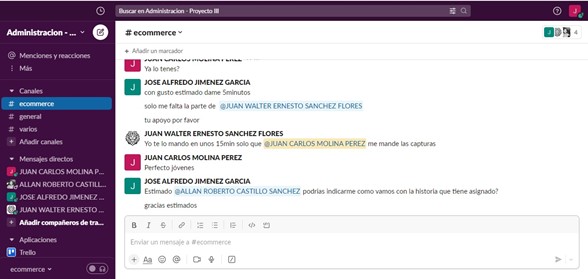 Buscar en Administracion - Proyecto III
Administracion - ...
Menciones y reacciones
Más
Canales
ecommerce
general
varios
Añadir canales
Mensajes directos
JUAN CARLOS MOLINA P...
ALLAN ROBERTO CASTILL...
JOSE ALFREDO JIMENEZ ...
JUAN WALTER ERNESTO ...
Añadir compañeros de tra...
Aplicaciones
Trello
ecommerce
# ecommerce
4
+ Añadir un marcador
JUAN CARLOS MOLINA PEREZ
Ya lo tenes?
JOSE ALFREDO JIMENEZ GARCIA
con gusto estimado dame 5minutos
solo me falta la parte de @JUAN WALTER ERNESTO SANCHEZ FLORES
tu apoyo por favor
JUAN WALTER ERNESTO SANCHEZ FLORES
Yo te lo mando en unos 15min solo que @JUAN CARLOS MOLINA PEREZ me mande las capturas
JUAN CARLOS MOLINA PEREZ
Perfecto jóvenes
JOSE ALFREDO JIMENEZ GARCIA
Estimado @ALLAN ROBERTO CASTILLO SANCHEZ podrias indicarme como vamos con la historia que tiene asignado?
gracias estimados
B I S
Enviar un mensaje a #ecommerce
+ Aa